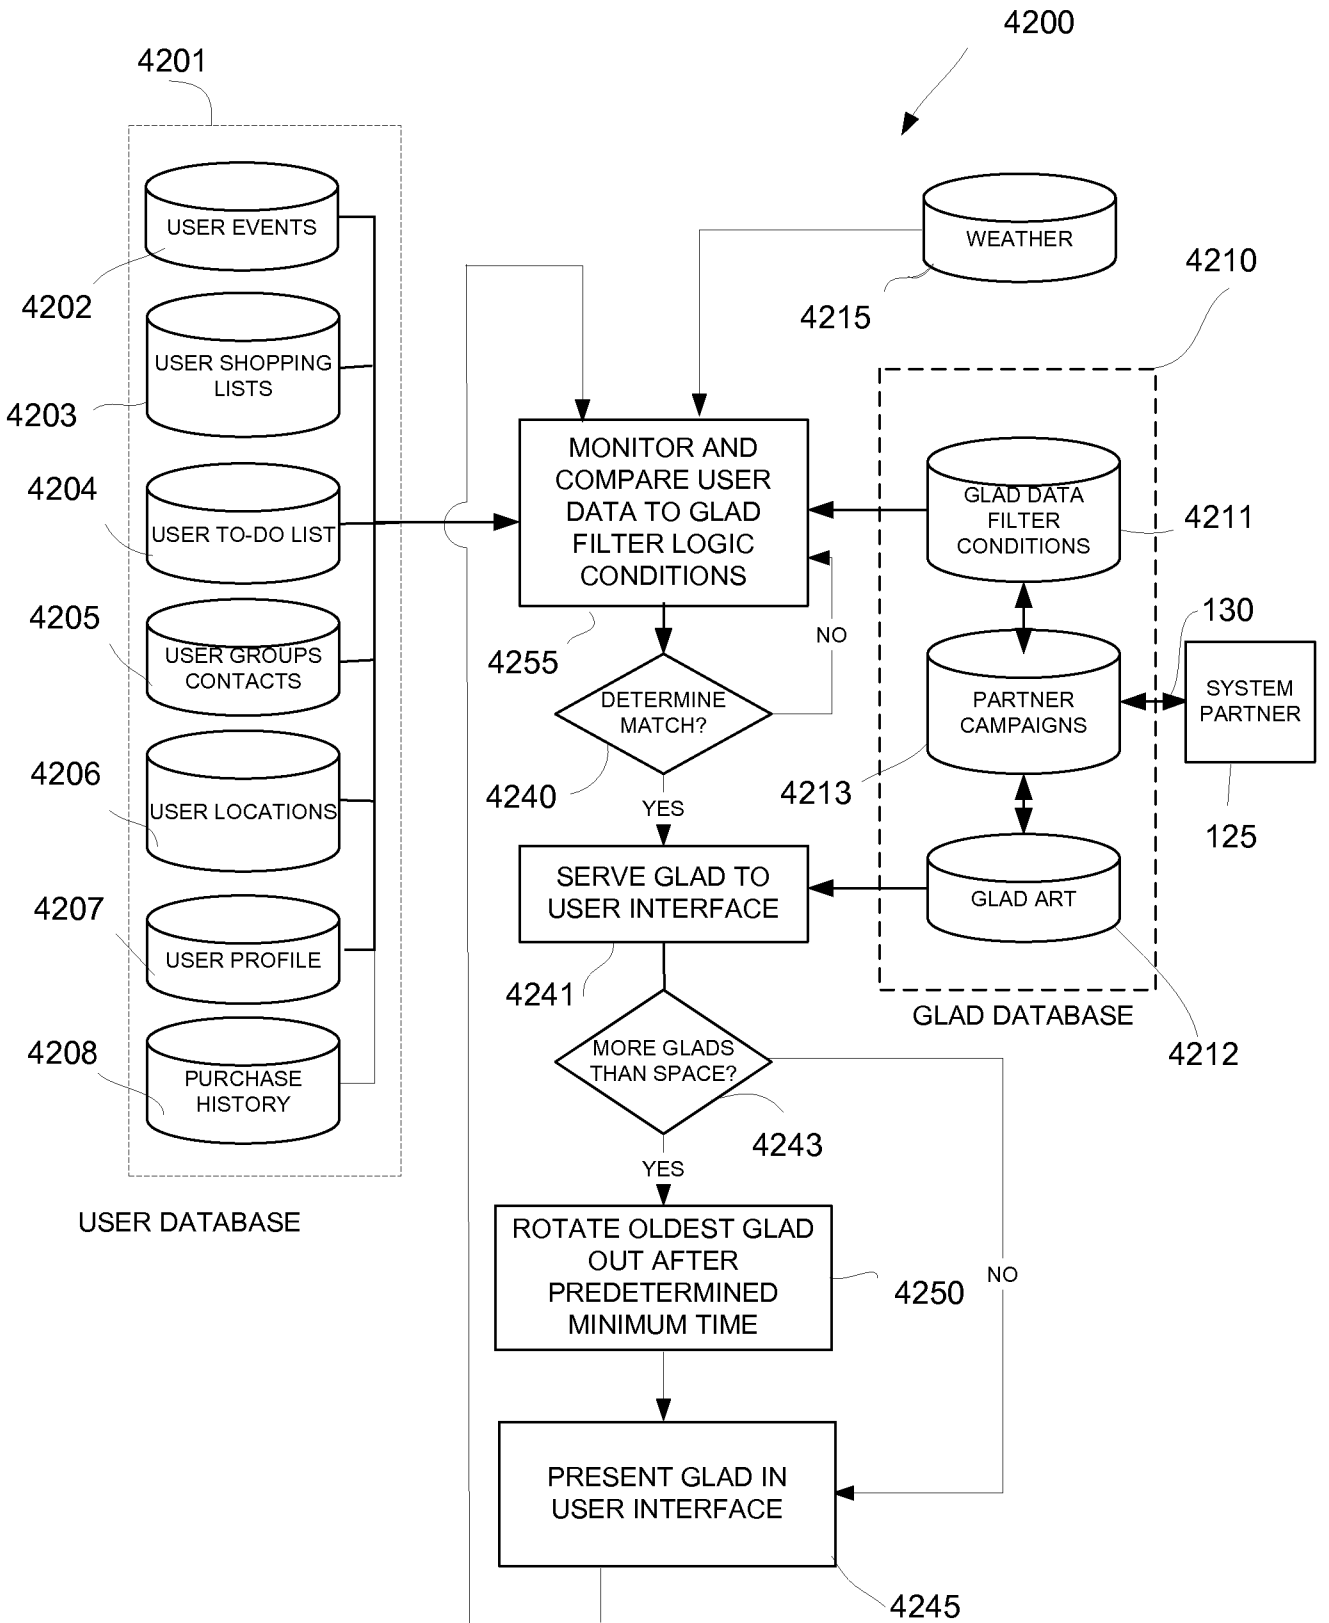 4200
4201
USER EVENTS
4202
USER SHOPPING
LISTS
4203
4204
USER TO-DO LIST
4205
USER GROUPS
CONTACTS
4206
USER LOCATIONS
4207
USER PROFILE
4208
PURCHASE
HISTORY
USER DATABASE
WEATHER
4215
4210
MONITOR AND
COMPARE USER
DATA TO GLAD
FILTER LOGIC
CONDITIONS
4255
NO
DETERMINE
MATCH?
4240
YES
SERVE GLAD TO
USER INTERFACE
4241
MORE GLADS
THAN SPACE?
4243
YES
ROTATE OLDEST GLAD
OUT AFTER
PREDETERMINED
MINIMUM TIME
4250
NO
PRESENT GLAD IN
USER INTERFACE
4245
GLAD DATA
FILTER
CONDITIONS
4211
130
PARTNER
CAMPAIGNS
4213
SYSTEM
PARTNER
125
GLAD ART
GLAD DATABASE
4212